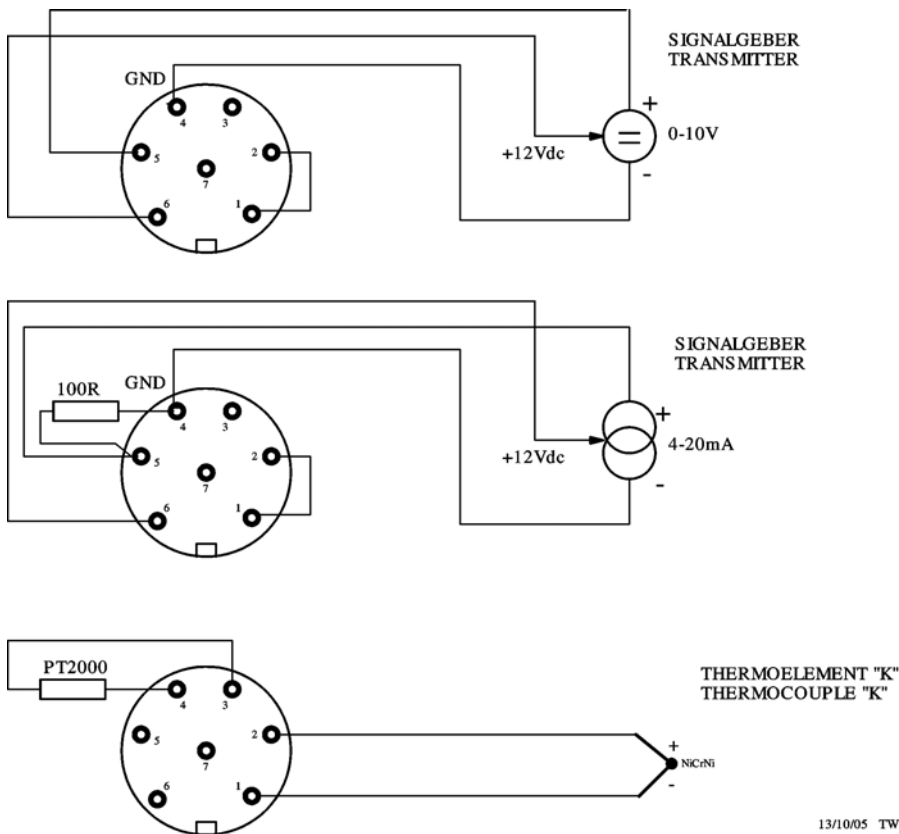 SIGNALGEBER
TRANSMITTER
GND
4
3
+
0-10V
5
2
+12Vdc
-
7
6
1
SIGNALGEBER
TRANSMITTER
100R
GND
4
3
+
4-20mA
5
2
+12Vdc
7
-
6
1
PT2000
THERMOELEMENT "K"
THERMOCOUPLE "K"
4
3
5
2
+
NiCrNi
7
-
6
1
13/10/05 TW